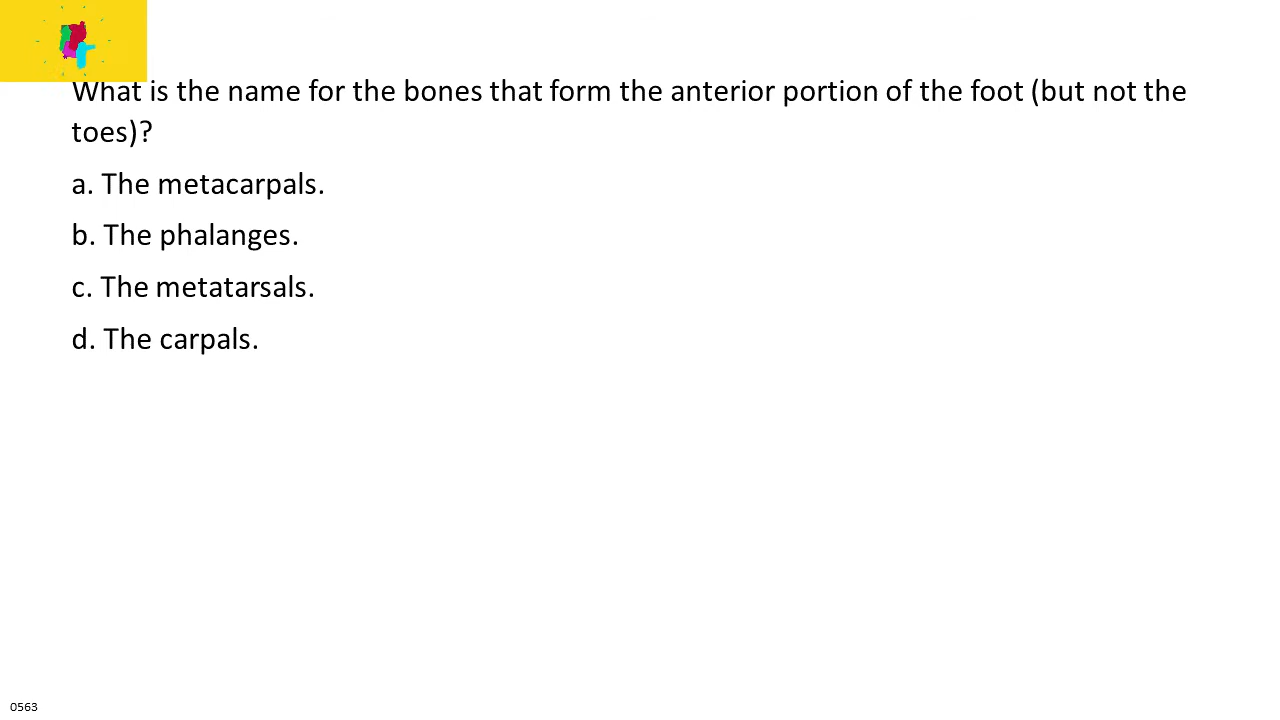 What is the name for the bones that form the anterior portion of the foot (but not the
toes)?
a. The metacarpals.
b. The phalanges.
c. The metatarsals.
d. The carpals.
0563